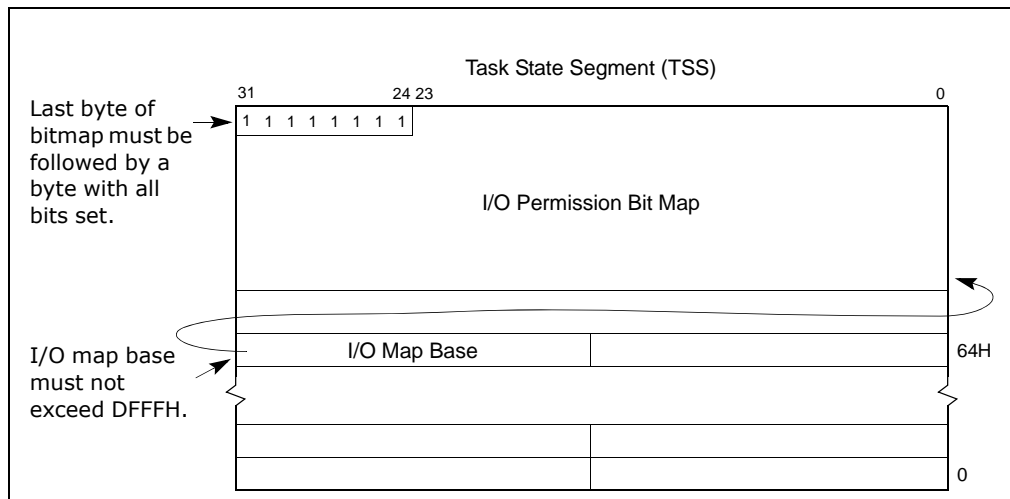 Task State Segment (TSS)
31 24 23 0
Last byte of
bitmap must be
followed by a
byte with all
bits set.
1 1 1 1 1 1 1 1
I/O Permission Bit Map
I/O map base
must not
exceed DFFFH.
I/O Map Base
64H
0